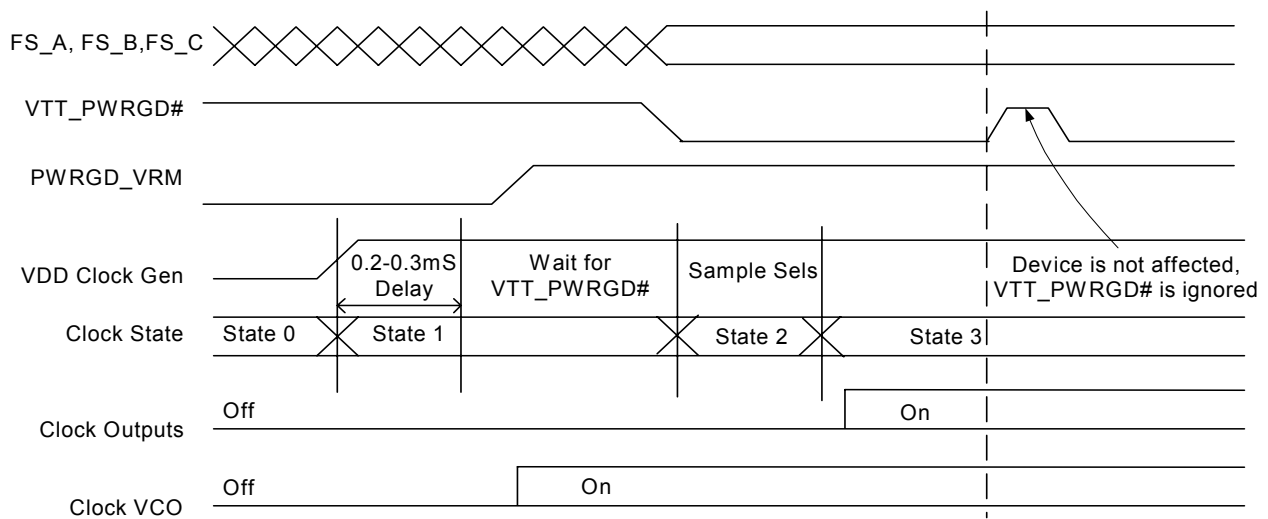 FS_A, FS_B,FS_C
VTT_PWRGD#
PWRGD_VRM
VDD Clock Gen
0.2-0.3mS
Delay
Wait for
VTT_PWRGD#
Sample Sels
Device is not affected,
VTT_PWRGD# is ignored
Clock State
State 0
State 1
State 2
State 3
Clock Outputs
Off
On
Clock VCO
Off
On